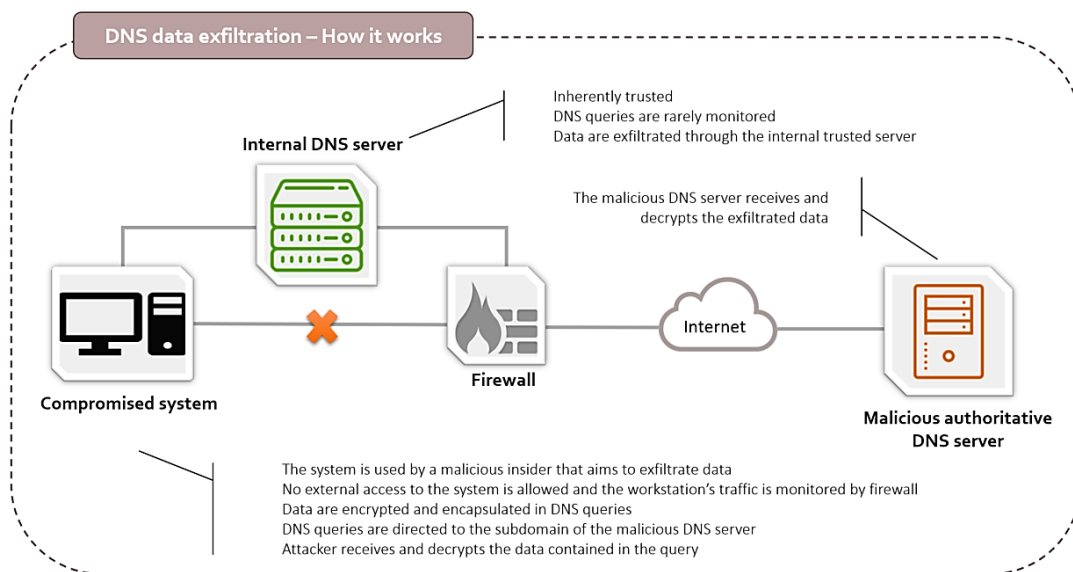 DNS data exfiltration – How it works
Inherently trusted
DNS queries are rarely monitored
Data are exfiltrated through the internal trusted server
Internal DNS server
The malicious DNS server receives and
decrypts the exfiltrated data
Internet
Firewall
Compromised system
Malicious authoritative
DNS server
The system is used by a malicious insider that aims to exfiltrate data
No external access to the system is allowed and the workstation's traffic is monitored by firewall
Data are encrypted and encapsulated in DNS queries
DNS queries are directed to the subdomain of the malicious DNS server
Attacker receives and decrypts the data contained in the query